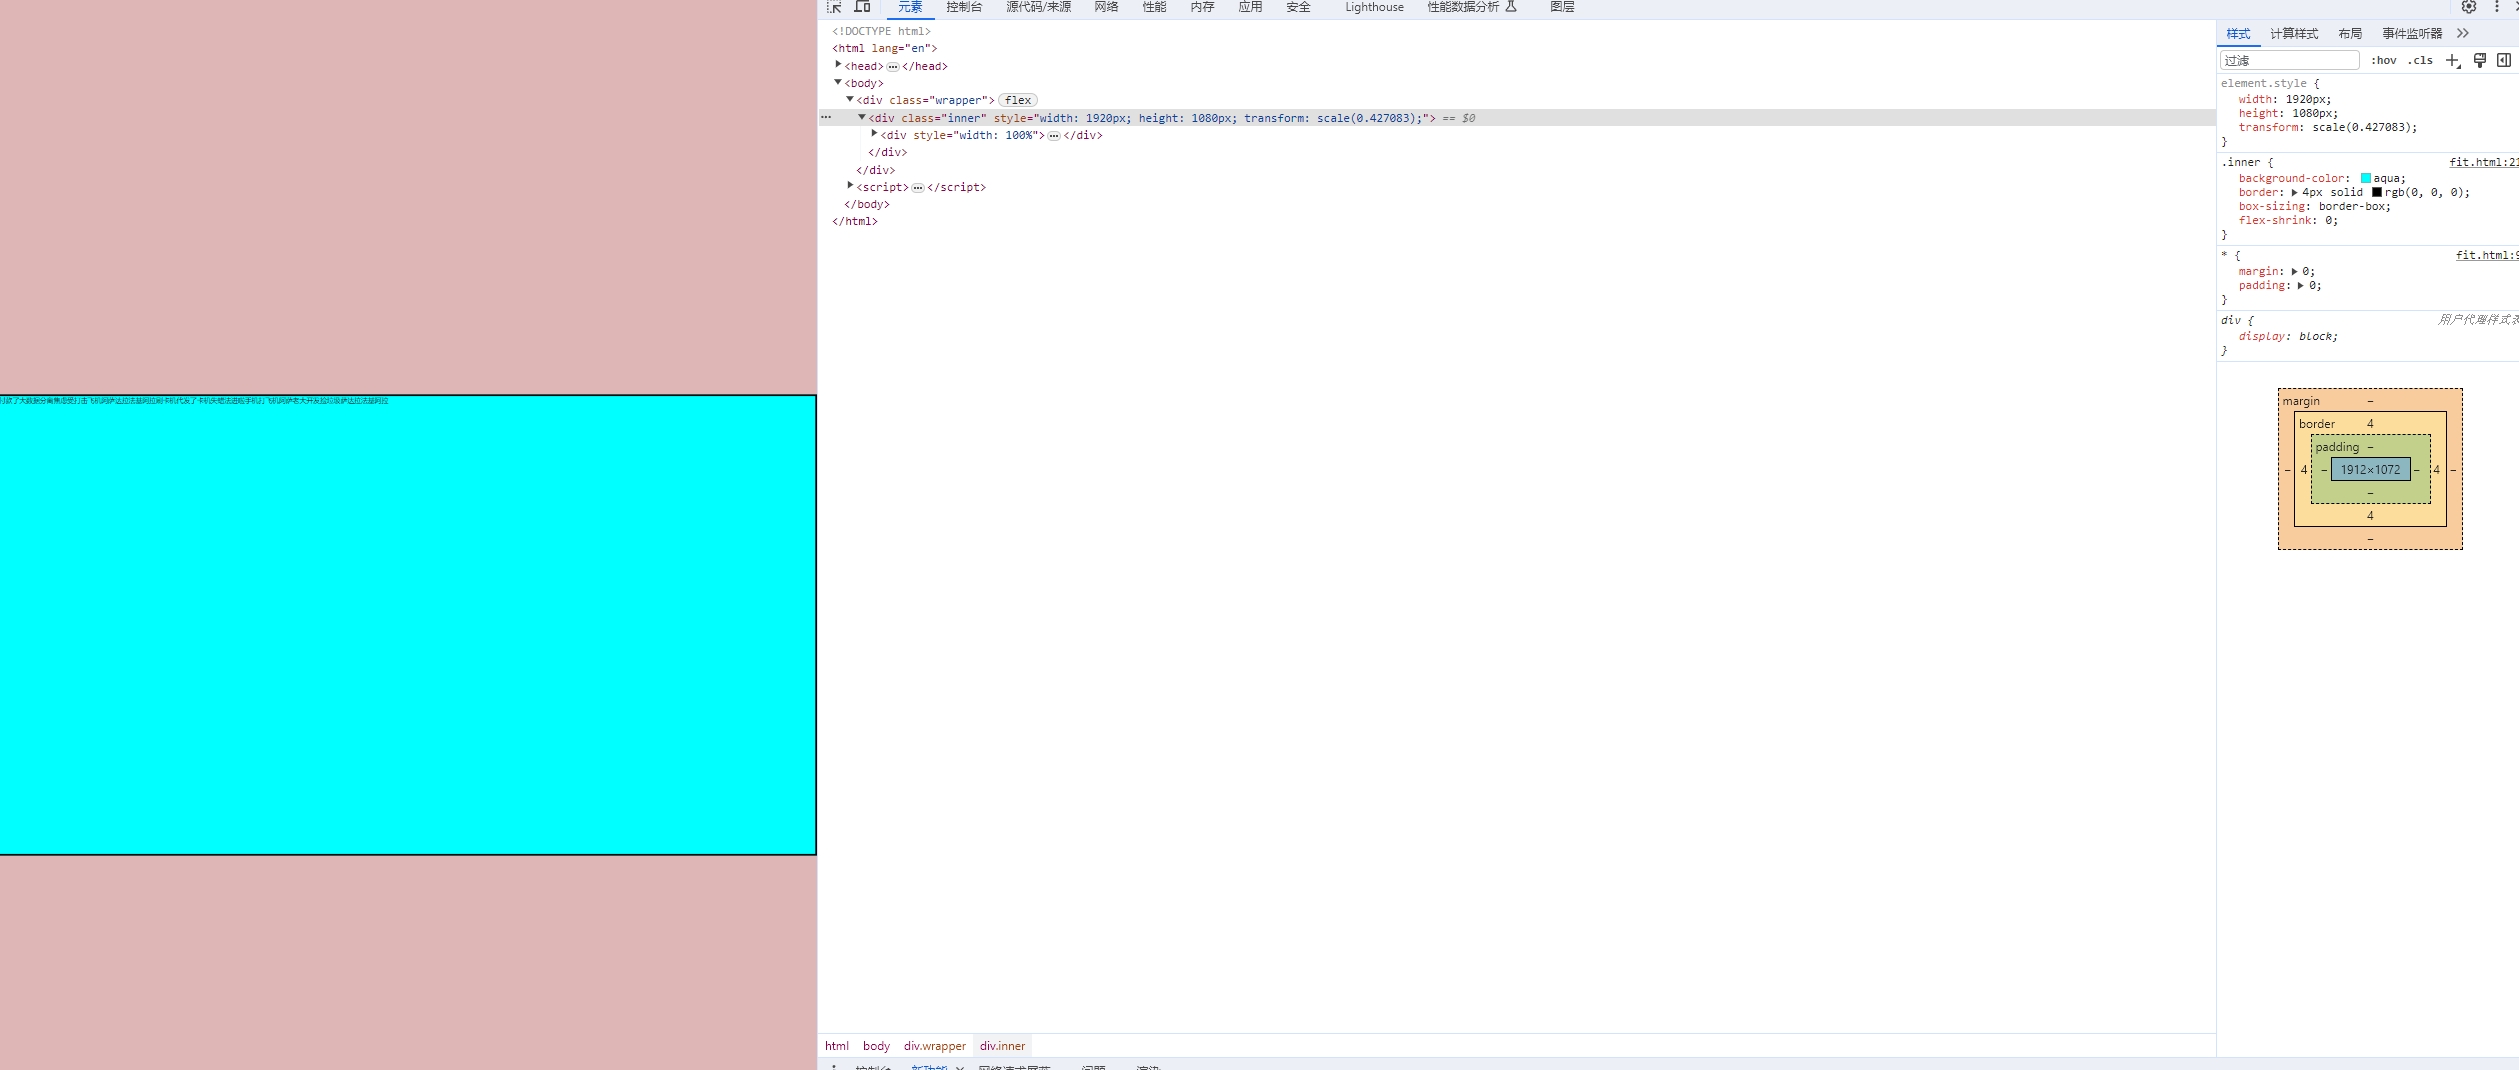 元素 控制台 源代码/来源 网络 性能 内存 应用 安全 Lighthouse 性能数据分析 图层
<!DOCTYPE html>
<html lang="en">
<head> </head>
<body>
<div class="wrapper"> flex
<div class="inner" style="width: 1920px; height: 1080px; transform: scale(0.427083);"> == $0
<div style="width: 100%"> </div>
</div>
</div>
<script> </script>
</body>
</html>
html body div.wrapper div.inner
新功能
样式 计算样式 布局 事件监听器
过滤 :hov .cls
element.style {
width: 1920px;
height: 1080px;
transform: scale(0.427083);
}
.inner { fit.html:21
background-color: aqua;
border: 4px solid rgb(0, 0, 0);
box-sizing: border-box;
flex-shrink: 0;
}
* { fit.html:9
margin: 0;
padding: 0;
}
div { 用户代理样式表
display: block;
}
margin –
border 4
padding –
– 4 – 1912×1072 – 4 –
–
4
–